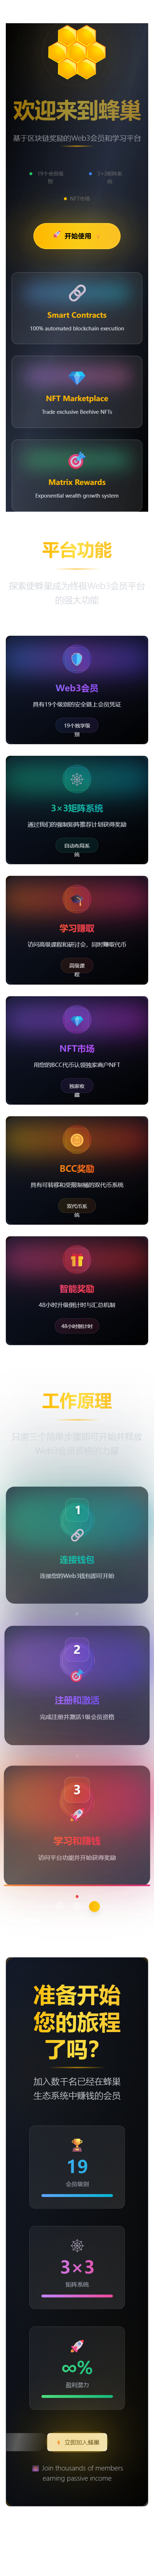 欢迎来到蜂巢
基于区块链奖励的Web3会员和学习平台
19个会员级
别
3×3矩阵系
统
NFT市场
开始使用
Smart Contracts
100% automated blockchain execution
NFT Marketplace
Trade exclusive Beehive NFTs
Matrix Rewards
Exponential wealth growth system
平台功能
探索使蜂巢成为终极Web3会员平台
的强大功能
Web3会员
具有19个级别的安全链上会员凭证
19个数字级
别
3×3矩阵系统
通过我们的强制矩阵推荐计划获得奖励
自动布局系
统
学习赚取
访问高级课程和研讨会，同时赚取代币
高级课
程
NFT市场
用您的BCC代币认领独家商户NFT
独家收
藏
BCC奖励
具有可转移和受限制桶的双代币系统
双代币系
统
智能奖励
48小时升级倒计时与汇总机制
48小时倒计时
工作原理
只需三个简单步骤即可开始并释放
Web3会员资格的力量
1
连接钱包
连接您的Web3钱包即可开始
2
注册和激活
完成注册并激活1级会员资格
3
学习和赚钱
访问平台功能并开始获得奖励
准备开始
您的旅程
了吗？
加入数千名已经在蜂巢
生态系统中赚钱的会员
19
会员级别
3×3
矩阵系统
∞%
盈利潜力
立即加入蜂巢
Join thousands of members
earning passive income